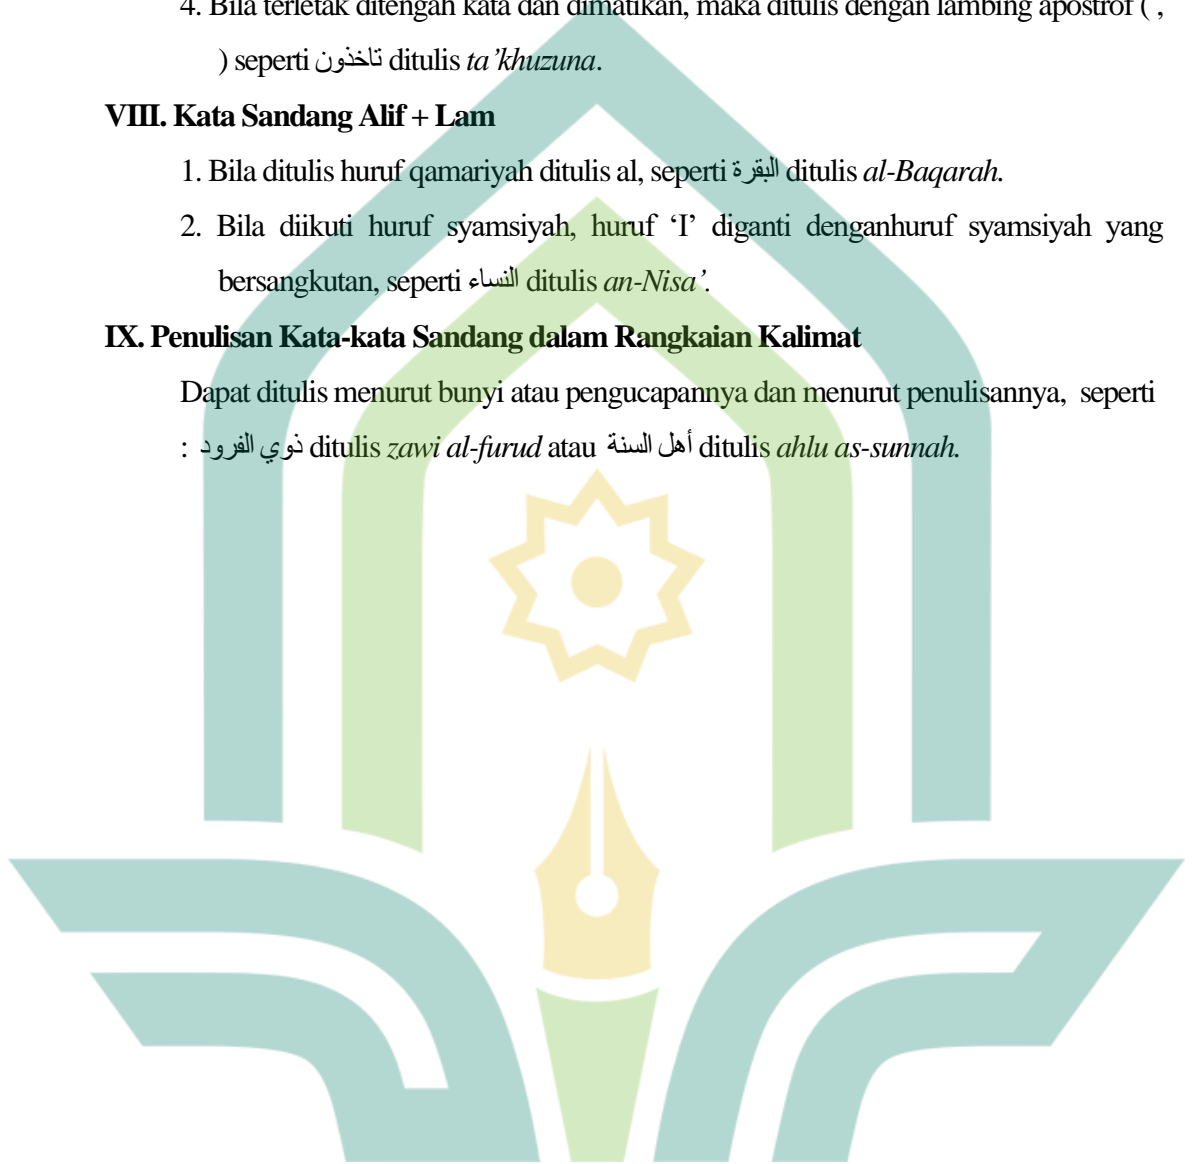 4. Bila terletak ditengah kata dan dimatikan, maka ditulis dengan lambing apostrof ( ,
) seperti تاخذون ditulis ta’khuzuna.
VIII. Kata Sandang Alif + Lam
1. Bila ditulis huruf qamariyah ditulis al, seperti البقرة ditulis al-Baqarah.
2. Bila diikuti huruf syamsiyah, huruf ‘I’ diganti denganhuruf syamsiyah yang
bersangkutan, seperti النساء ditulis an-Nisa’.
IX. Penulisan Kata-kata Sandang dalam Rangkaian Kalimat
Dapat ditulis menurut bunyi atau pengucapannya dan menurut penulisannya, seperti
: ذوي الفرود ditulis zawi al-furud atau أهل السنة ditulis ahlu as-sunnah.